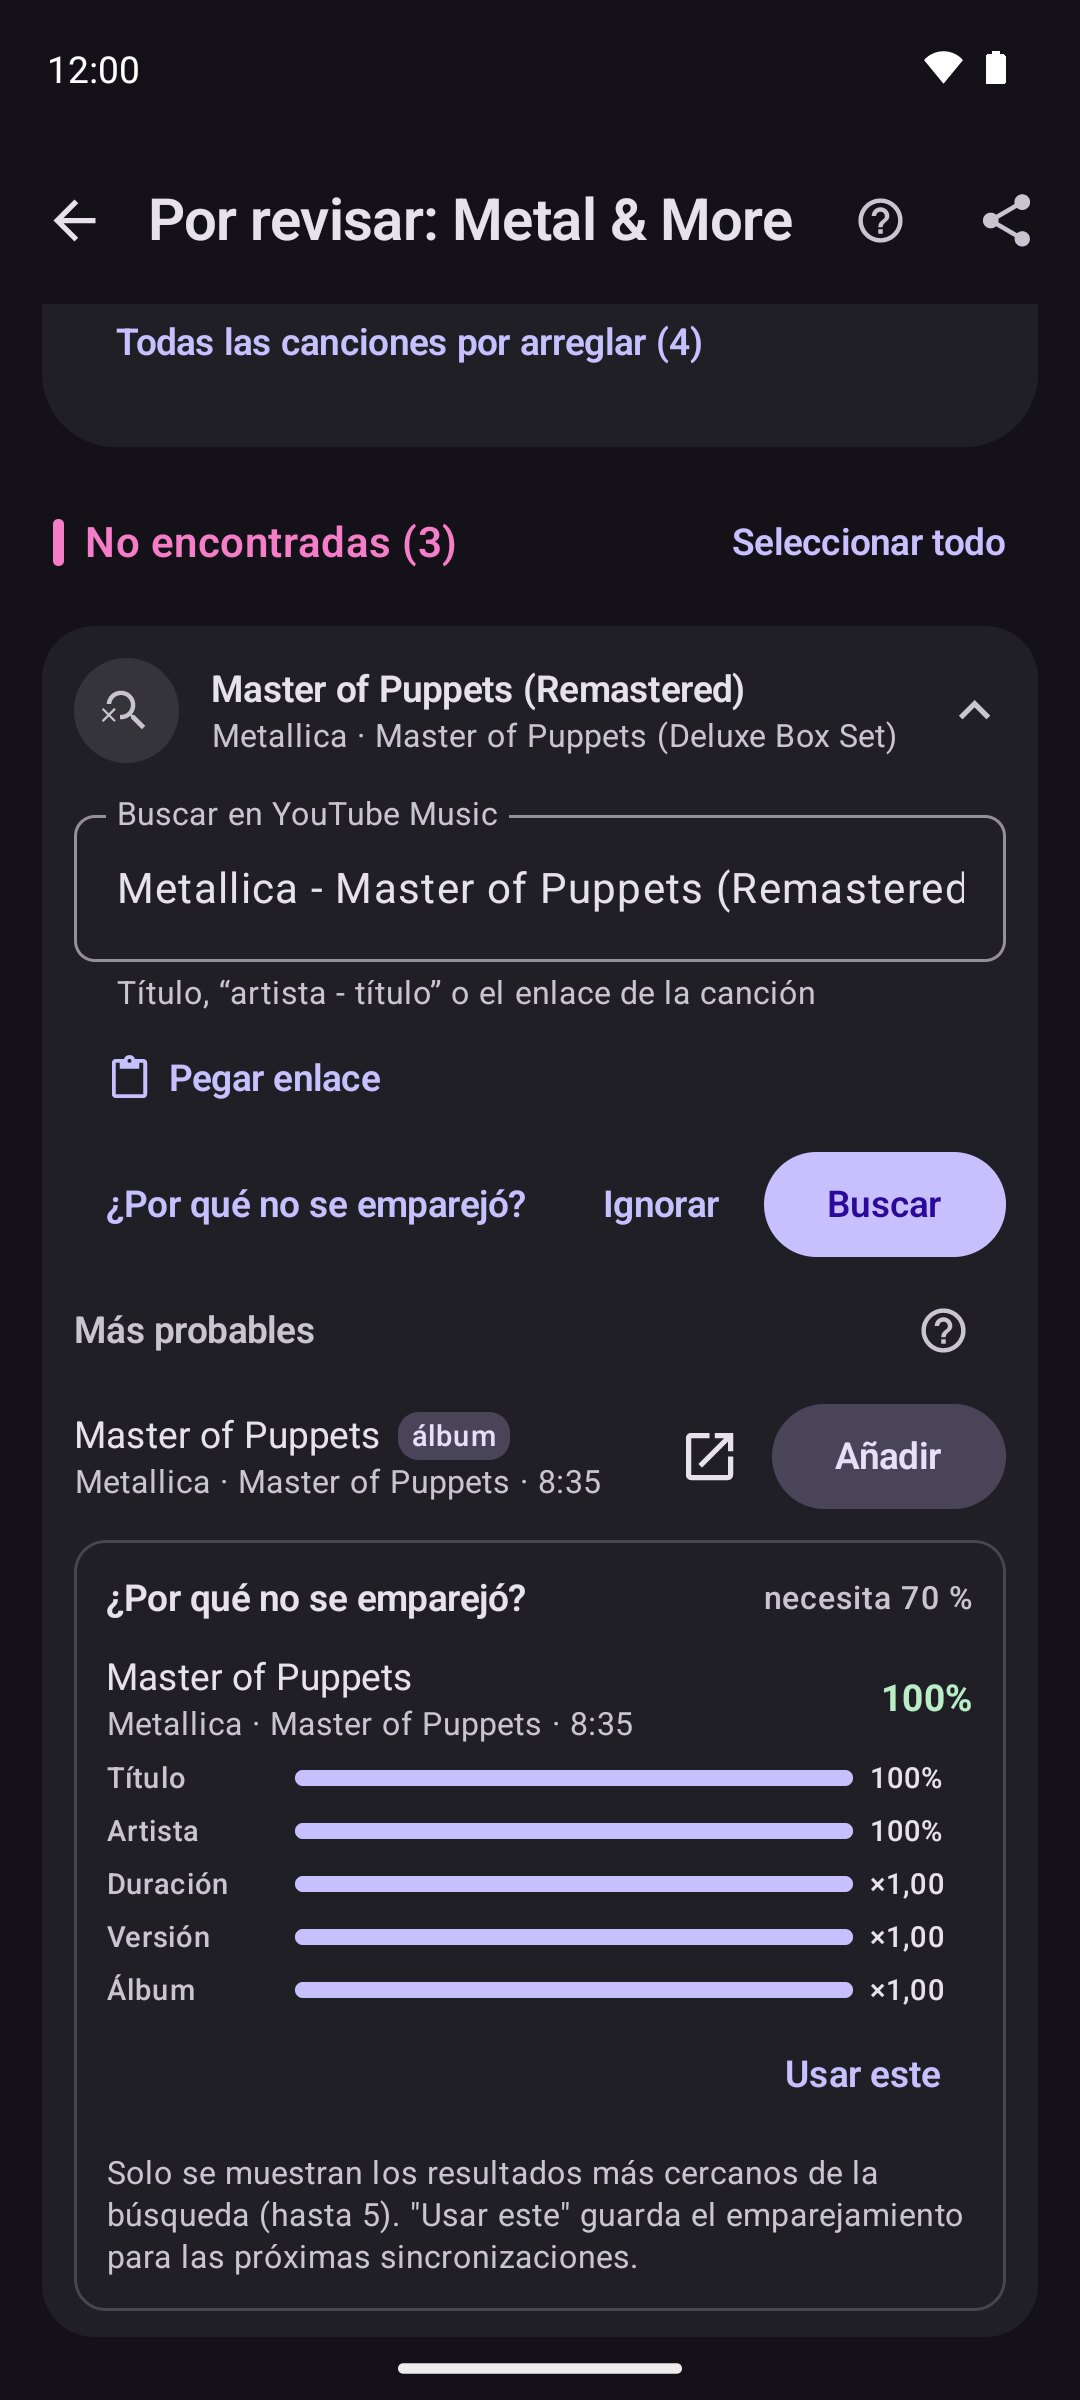 12:00
Por revisar: Metal & More
Todas las canciones por arreglar (4)
No encontradas (3)
Seleccionar todo
Master of Puppets (Remastered)
Metallica · Master of Puppets (Deluxe Box Set)
Buscar en YouTube Music
Metallica - Master of Puppets (Remastered
Título, “artista - título” o el enlace de la canción
Pegar enlace
¿Por qué no se emparejó?
Ignorar
Buscar
Más probables
Master of Puppets álbum
Metallica · Master of Puppets · 8:35
Añadir
¿Por qué no se emparejó?
necesita 70 %
Master of Puppets
Metallica · Master of Puppets · 8:35
100%
Título 100%
Artista 100%
Duración ×1,00
Versión ×1,00
Álbum ×1,00
Usar este
Solo se muestran los resultados más cercanos de la
búsqueda (hasta 5). "Usar este" guarda el emparejamiento
para las próximas sincronizaciones.